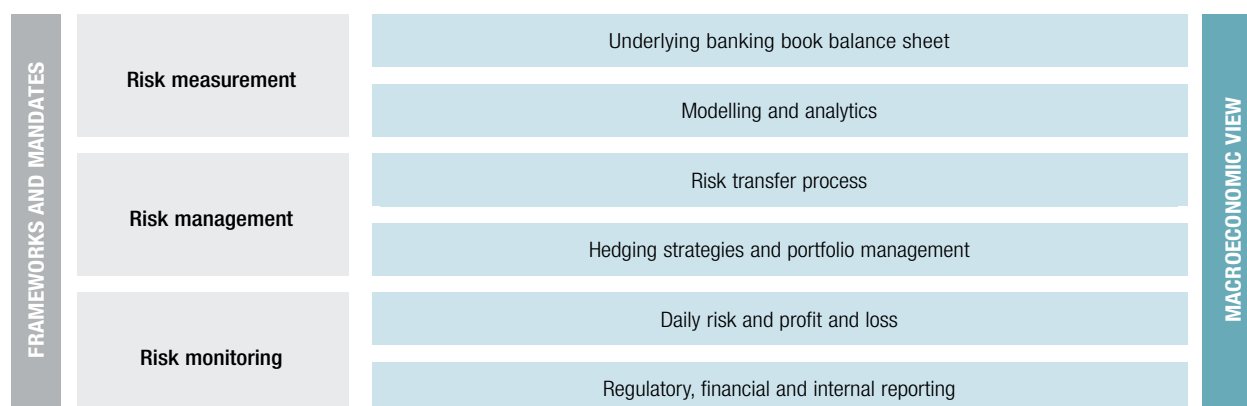 FRAMEWORKS AND MANDATES
Risk measurement
Underlying banking book balance sheet
Modelling and analytics
Risk management
Risk transfer process
Hedging strategies and portfolio management
Risk monitoring
Daily risk and profit and loss
Regulatory, financial and internal reporting
MACROECONOMIC VIEW